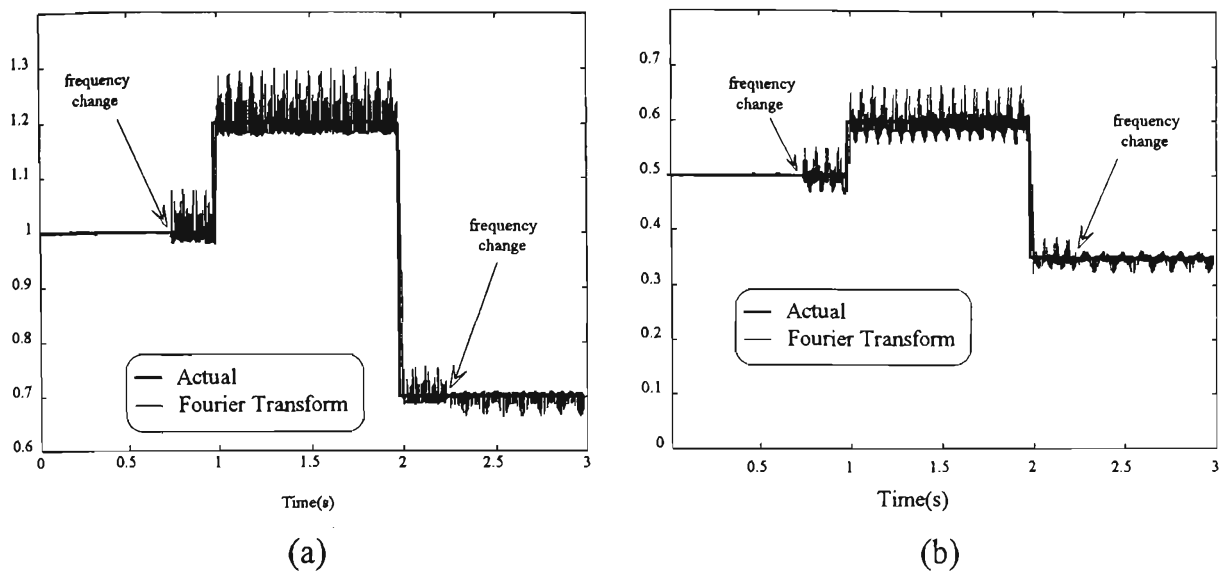 1.3
1.2
1.1
1
0.9
0.8
0.7
0.6
0
0.5
1
1.5
2
2.5
3
frequency
change
frequency
change
Actual
Fourier Transform
Time(s)
(a)
0.7
0.6
0.5
0.4
0.3
0.2
0.1
0
0.5
1
1.5
2
2.5
3
frequency
change
frequency
change
Actual
Fourier Transform
Time(s)
(b)